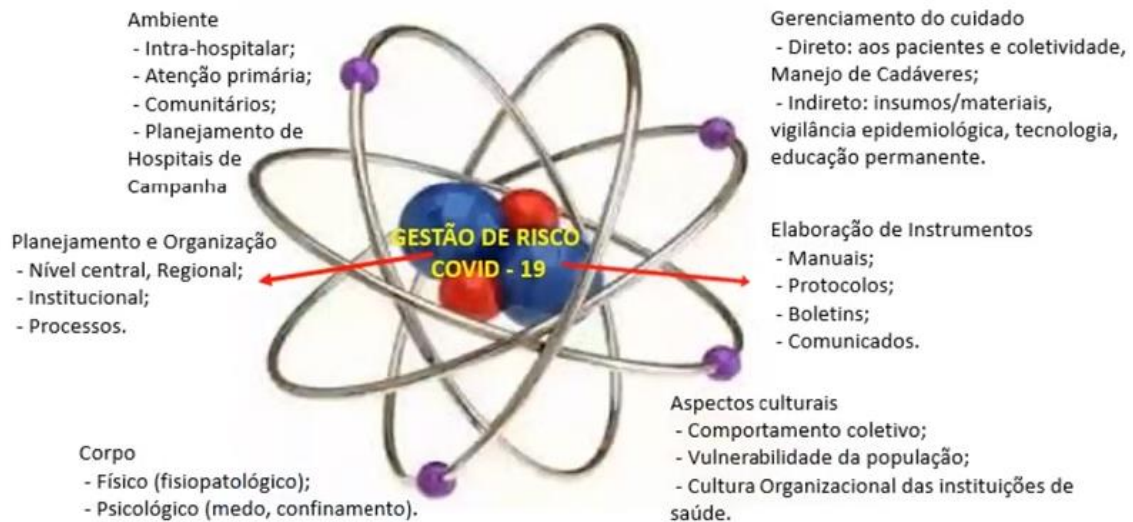 Ambiente
- Intra-hospitalar;
- Atenção primária;
- Comunitários;
- Planejamento de
Hospitais de
Campanha
Gerenciamento do cuidado
- Direto: aos pacientes e coletividade,
Manejo de Cadáveres;
- Indireto: insumos/materiais,
vigilância epidemiológica, tecnologia,
educação permanente.
Planejamento e Organização
- Nível central, Regional;
- Institucional;
- Processos.
GESTÃO DE RISCO
COVID - 19
Elaboração de Instrumentos
- Manuais;
- Protocolos;
- Boletins;
- Comunicados.
Corpo
- Físico (fisiopatológico);
- Psicológico (medo, confinamento).
Aspectos culturais
- Comportamento coletivo;
- Vulnerabilidade da população;
- Cultura Organizacional das instituições de
saúde.